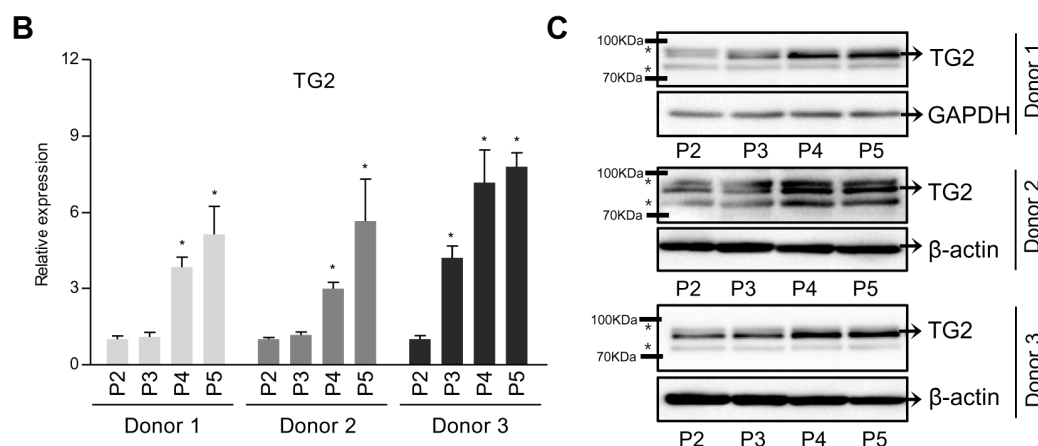 B
TG2
Relative expression
12
9
6
3
0
* * * * * * *
P2 P3 P4 P5 P2 P3 P4 P5 P2 P3 P4 P5
Donor 1 Donor 2 Donor 3
C
100KDa
*
*
70KDa
TG2
GAPDH
Donor 1
P2 P3 P4 P5
100KDa
*
*
70KDa
TG2
β-actin
Donor 2
P2 P3 P4 P5
100KDa
*
*
70KDa
TG2
β-actin
Donor 3
P2 P3 P4 P5